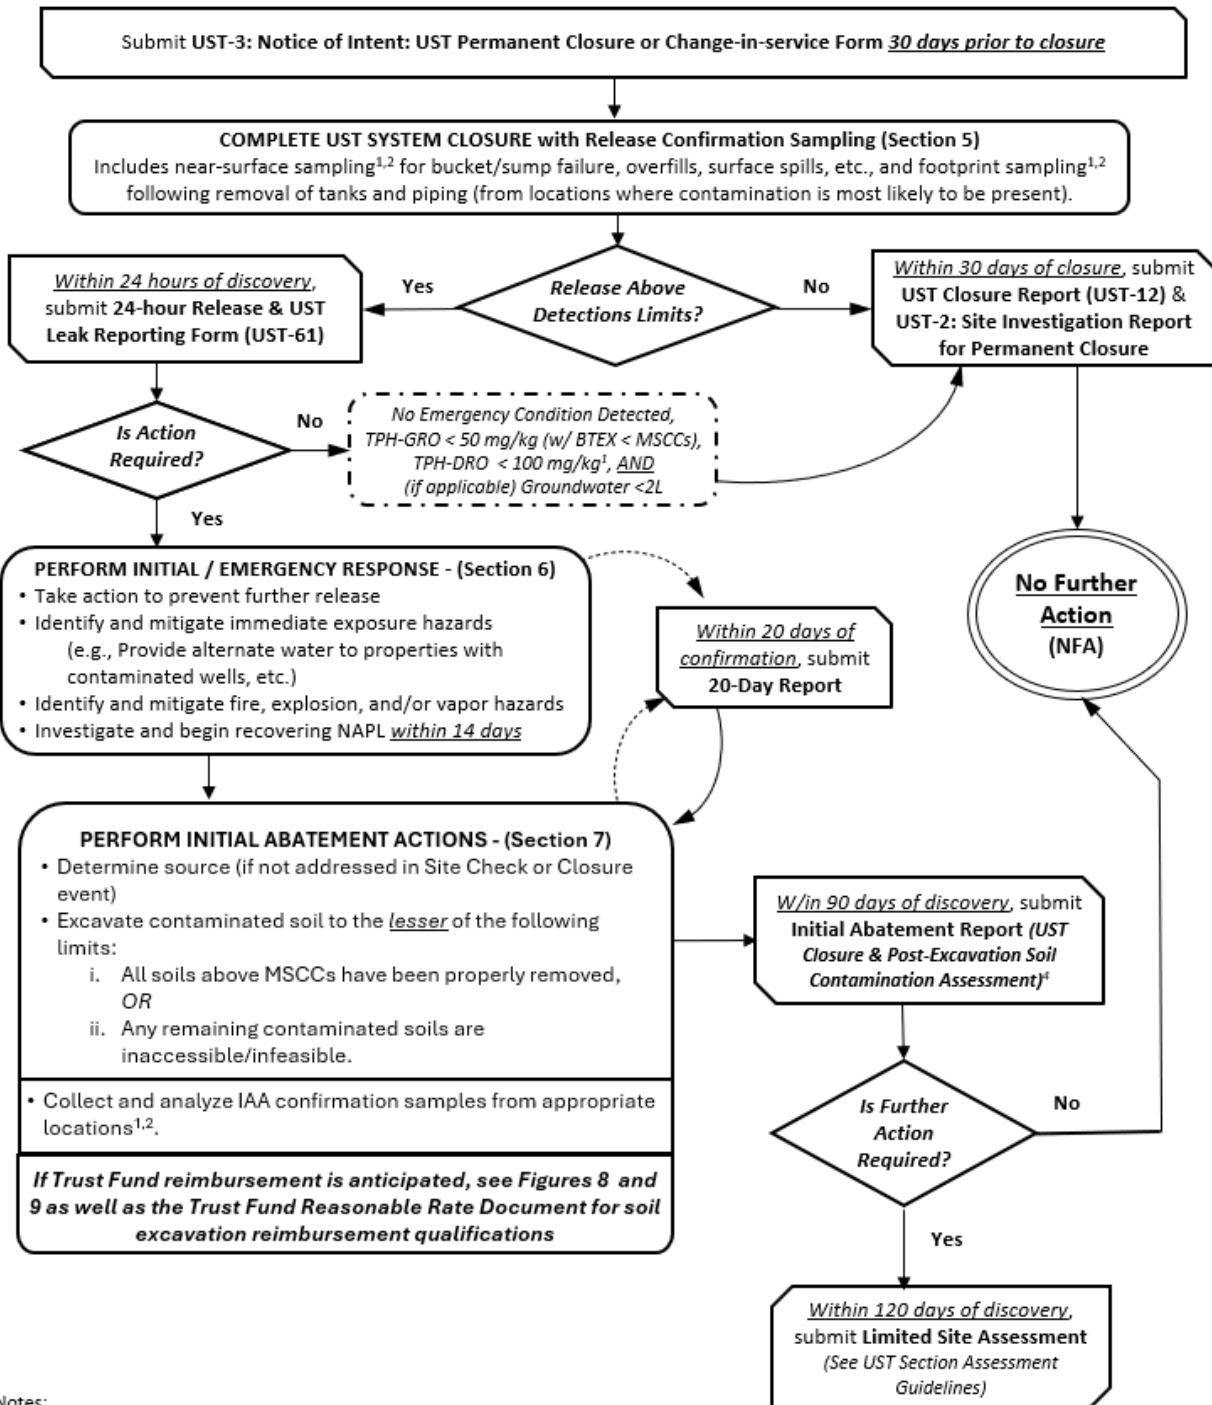 Submit UST-3: Notice of Intent: UST Permanent Closure or Change-in-service Form 30 days prior to closure
COMPLETE UST SYSTEM CLOSURE with Release Confirmation Sampling (Section 5)
Includes near-surface sampling1,2 for bucket/sump failure, overfills, surface spills, etc., and footprint sampling1,2
following removal of tanks and piping (from locations where contamination is most likely to be present).
Within 24 hours of discovery,
submit 24-hour Release & UST
Leak Reporting Form (UST-61)
Yes
Release Above
Detections Limits?
No
Within 30 days of closure, submit
UST Closure Report (UST-12) &
UST-2: Site Investigation Report
for Permanent Closure
Is Action
Required?
No
No Emergency Condition Detected,
TPH-GRO < 50 mg/kg (w/ BTEX < MSCCs),
TPH-DRO < 100 mg/kg1, AND
(if applicable) Groundwater <2L
Yes
PERFORM INITIAL / EMERGENCY RESPONSE - (Section 6)
• Take action to prevent further release
• Identify and mitigate immediate exposure hazards
(e.g., Provide alternate water to properties with
contaminated wells, etc.)
• Identify and mitigate fire, explosion, and/or vapor hazards
• Investigate and begin recovering NAPL within 14 days
Within 20 days of
confirmation, submit
20-Day Report
No Further
Action
(NFA)
PERFORM INITIAL ABATEMENT ACTIONS - (Section 7)
• Determine source (if not addressed in Site Check or Closure
event)
• Excavate contaminated soil to the lesser of the following
limits:
i. All soils above MSCCs have been properly removed,
OR
ii. Any remaining contaminated soils are
inaccessible/infeasible.
• Collect and analyze IAA confirmation samples from appropriate
locations1,2.
If Trust Fund reimbursement is anticipated, see Figures 8 and
9 as well as the Trust Fund Reasonable Rate Document for soil
excavation reimbursement qualifications
W/in 90 days of discovery, submit
Initial Abatement Report (UST
Closure & Post-Excavation Soil
Contamination Assessment)4
Is Further
Action
Required?
No
Yes
Within 120 days of discovery,
submit Limited Site Assessment
(See UST Section Assessment
Guidelines)
Notes: